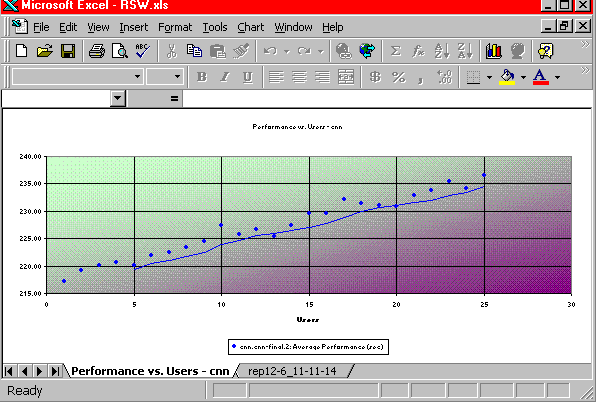 Microsoft Excel - RSW.xls
File Edit View Insert Format Tools Chart Window Help
ABC Σ fx A Z Z A ?
B I U $ % , A
=
Performance vs. Users - cnn
240.00
235.00
230.00
225.00
220.00
215.00
0 5 10 15 20 25 30
Users
cnn.cnn-final.2: Average Performance (sec)
Performance vs. Users - cnn rep12-6_11-11-14
Ready